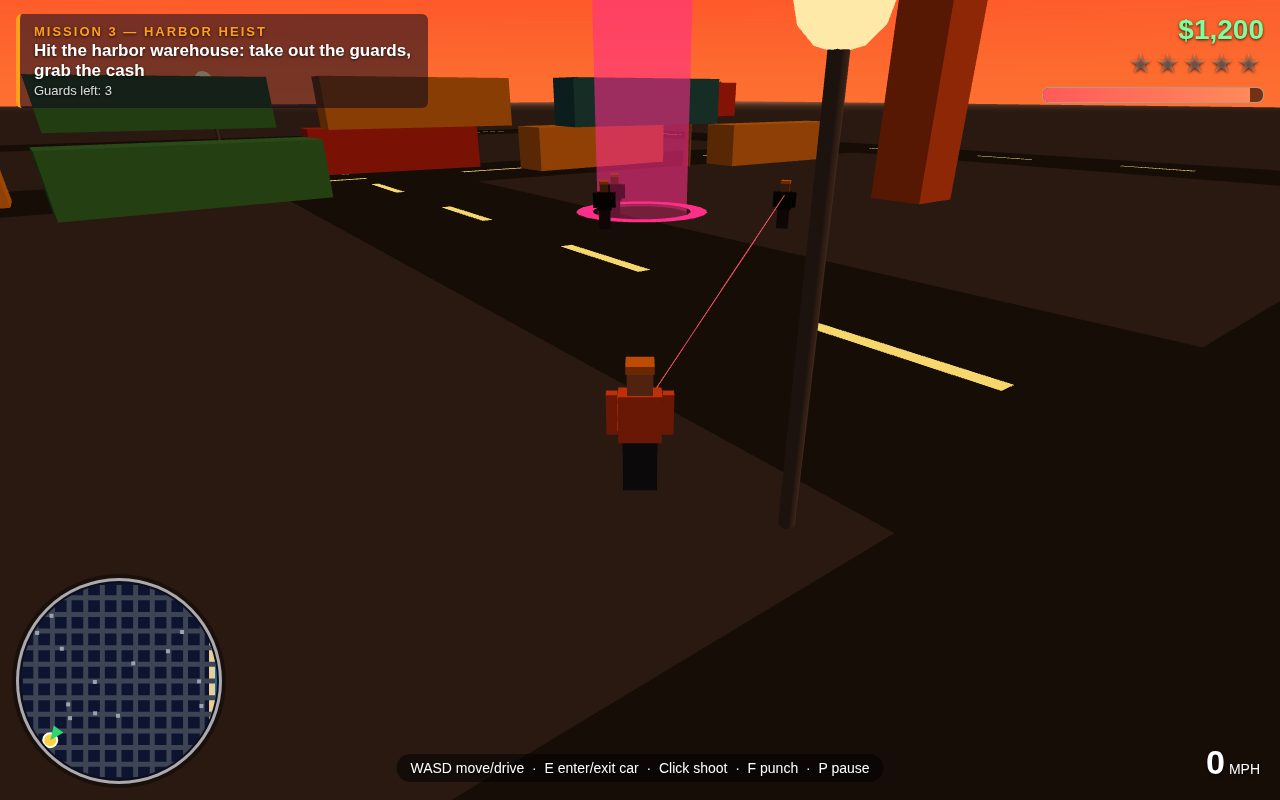 MISSION 3 — HARBOR HEIST
Hit the harbor warehouse: take out the guards,
grab the cash
Guards left: 3
$1,200
★★★★★
WASD move/drive · E enter/exit car · Click shoot · F punch · P pause
0 MPH